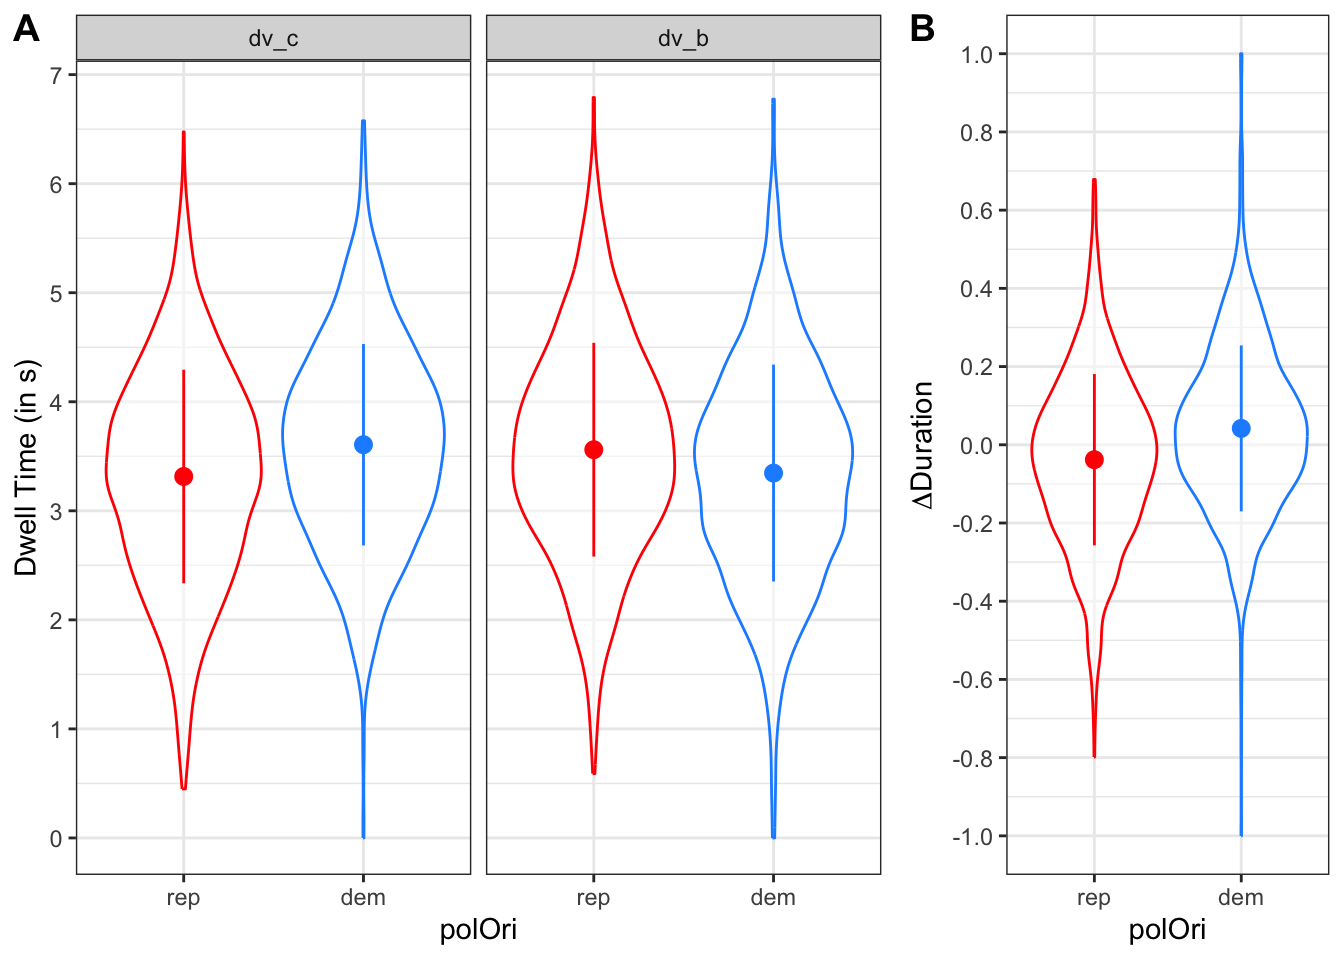 A
dv_c
dv_b
Dwell Time (in s)
7
6
5
4
3
2
1
0
rep
dem
rep
dem
polOri
B
ΔDuration
1.0
0.8
0.6
0.4
0.2
0.0
-0.2
-0.4
-0.6
-0.8
-1.0
rep
dem
polOri